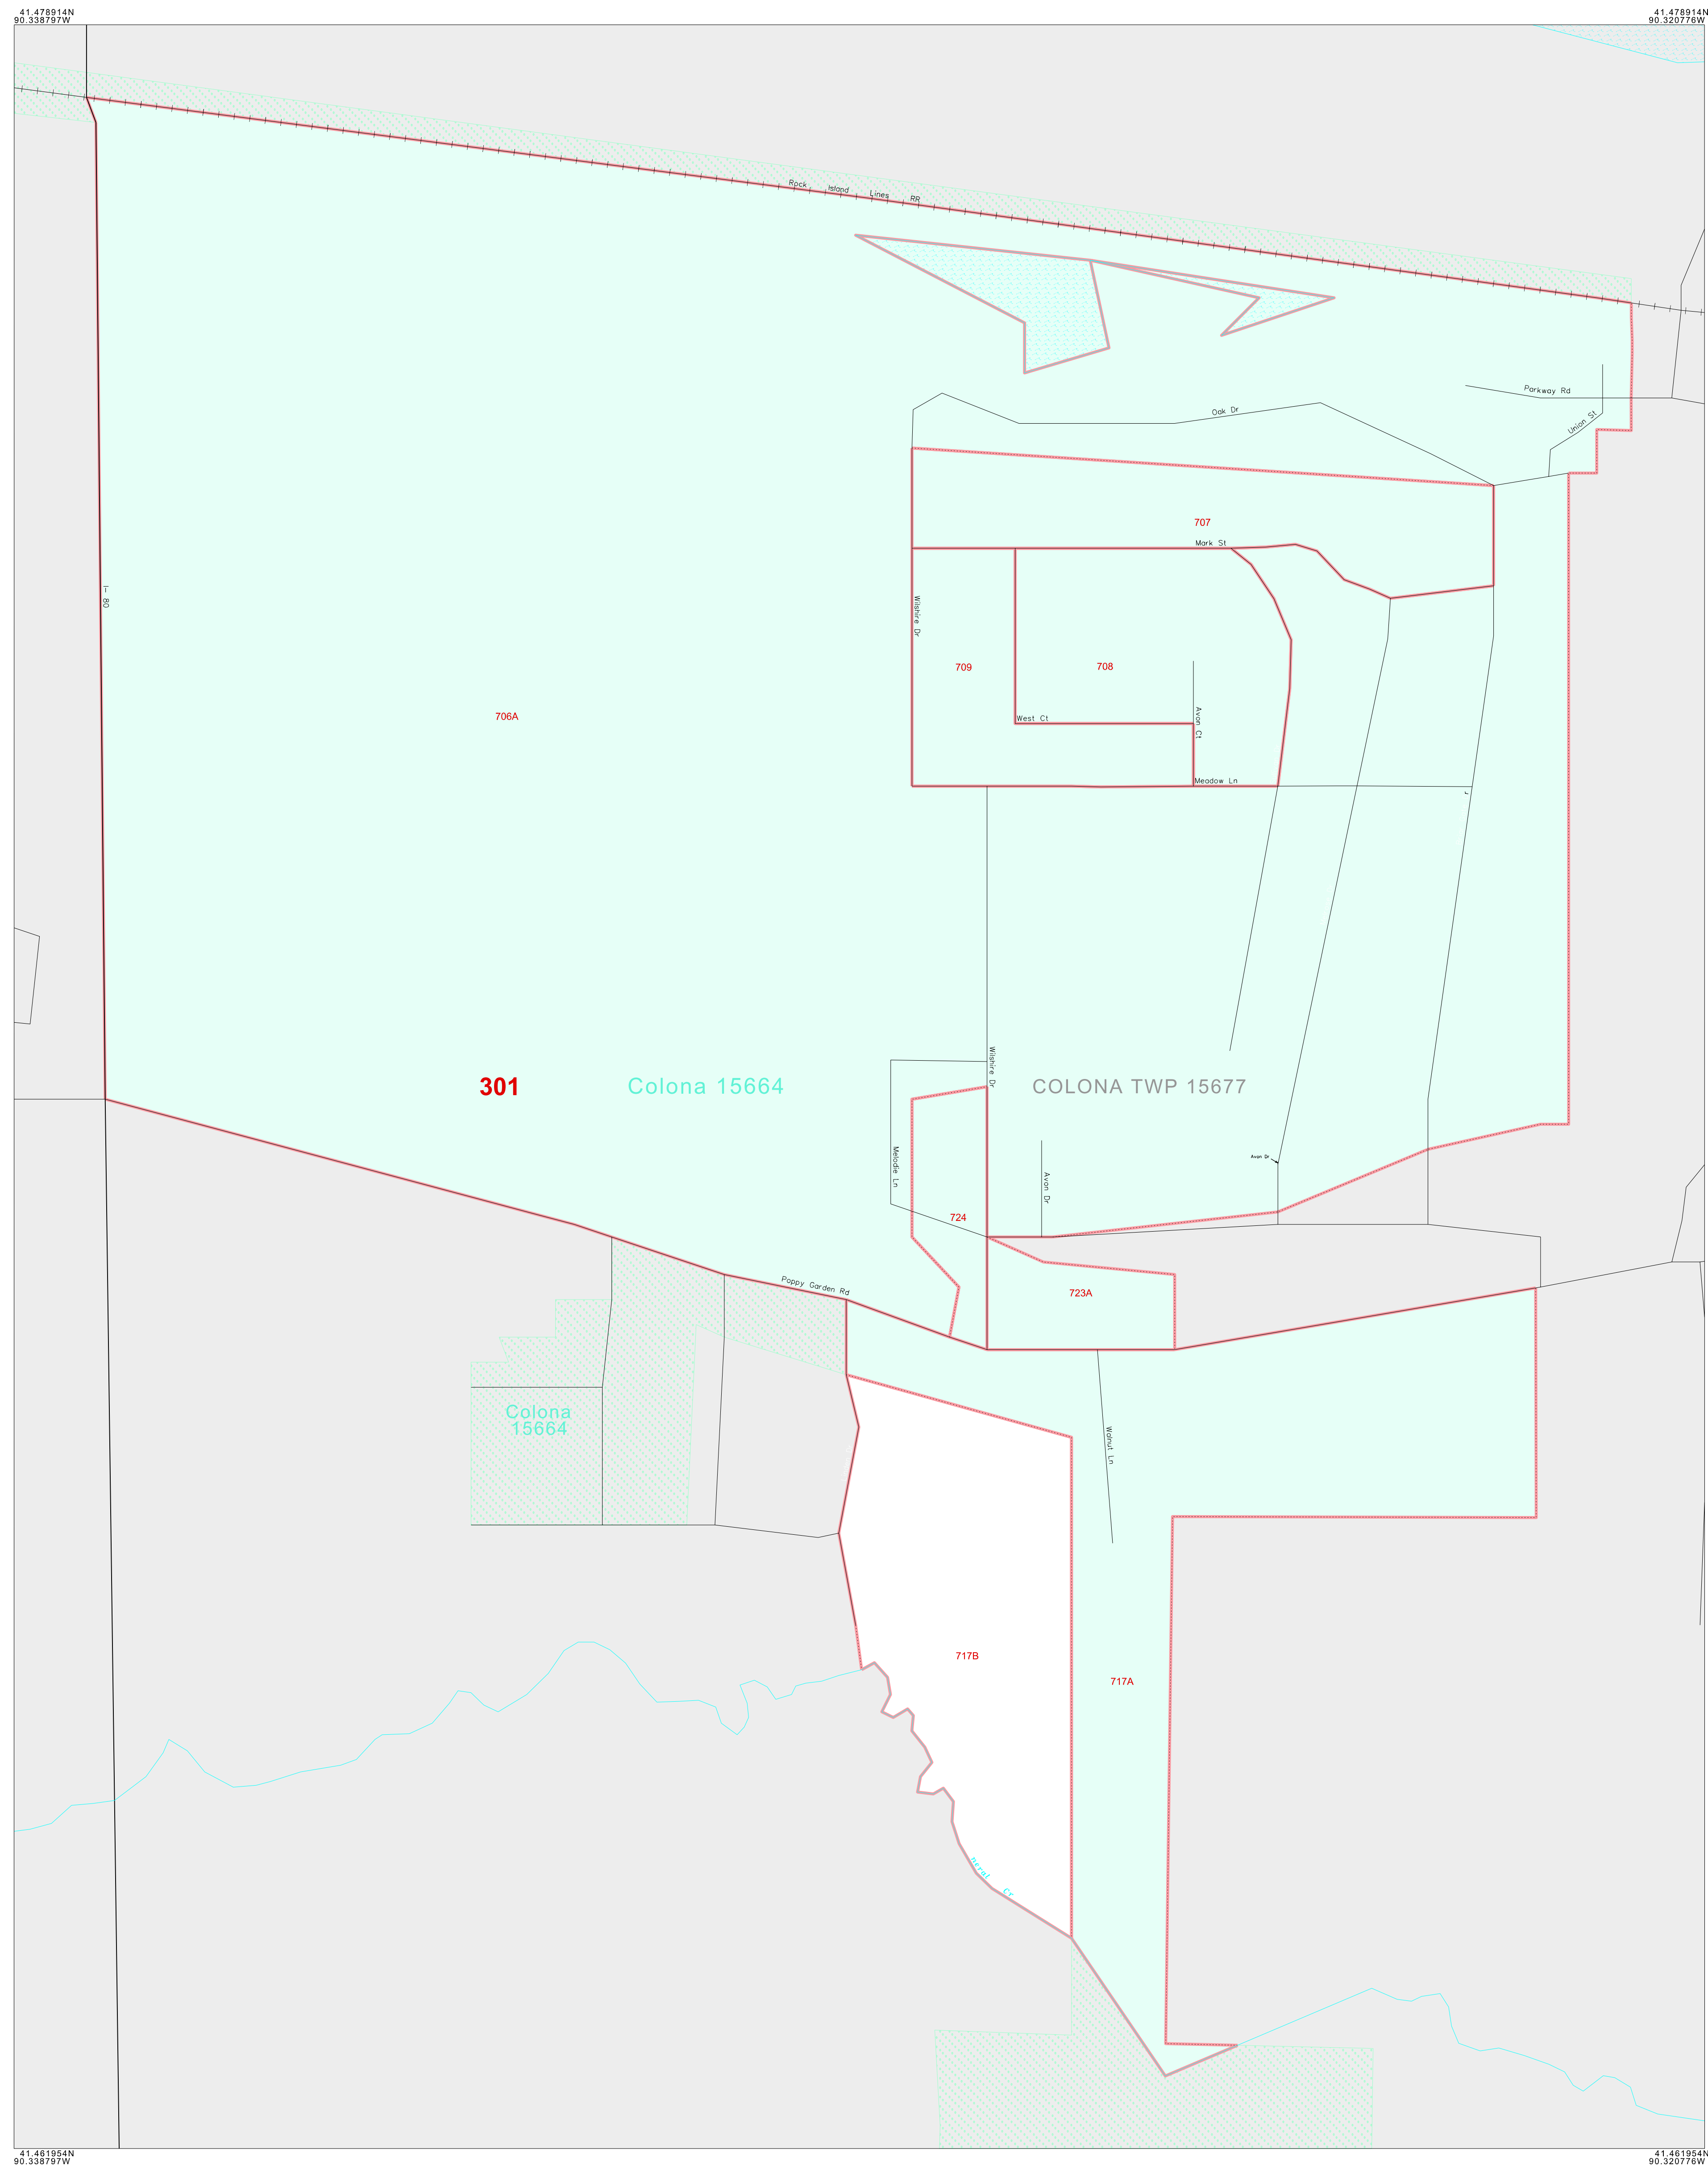 41.478914N
90.338797W
41.478914N
90.320776W
Rock Island Lines RR
Parkway Rd
Oak Dr
Union St
707
Mark St
I- 80
Wilshire Dr
709
708
706A
West Ct
Avon Ct
Meadow Ln
L
Wilshire Dr
301
Colona 15664
COLONA TWP 15677
Melodie Ln
Avon Dr
Avon Dr
724
Poppy Garden Rd
723A
Colona
15664
Walnut Ln
717B
717A
neral Cr
41.461954N
90.338797W
41.461954N
90.320776W